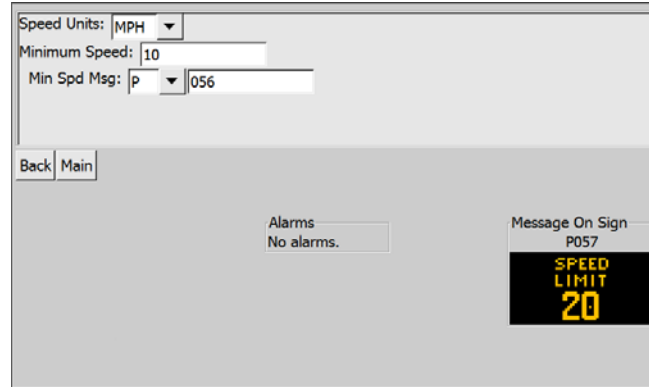 Speed Units: MPH
Minimum Speed: 10
Min Spd Msg: P 056
Back Main
Alarms
No alarms.
Message On Sign
P057
SPEED
LIMIT
20